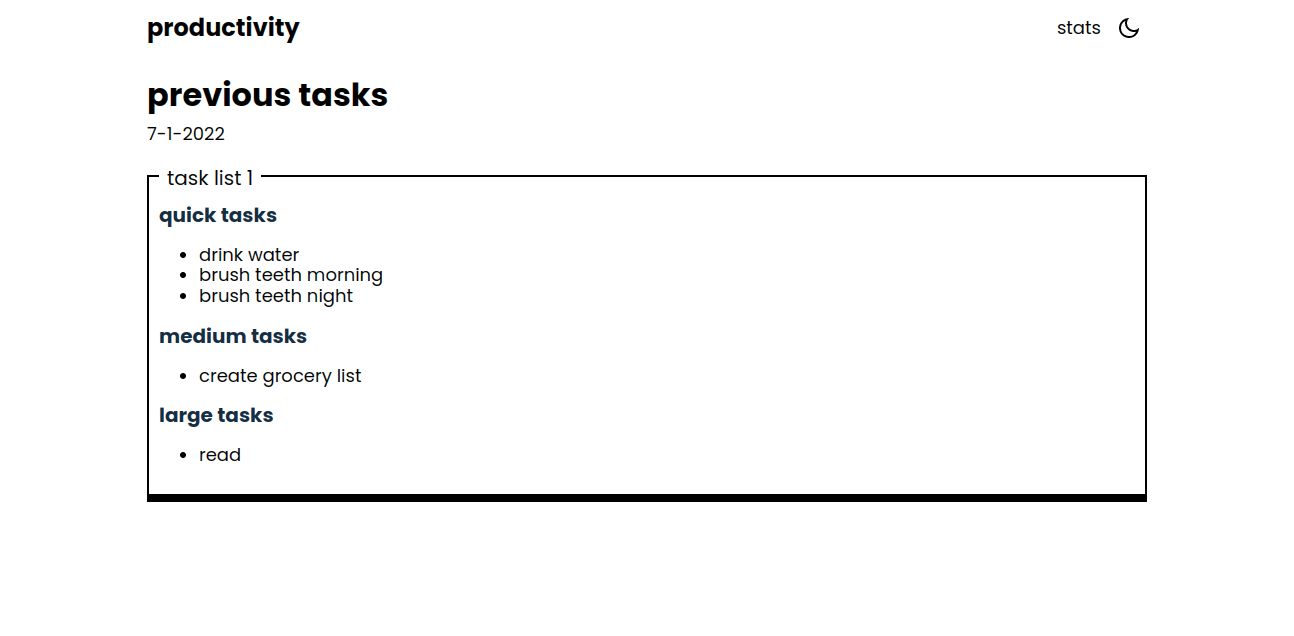 productivity
stats
previous tasks
7-1-2022
task list 1
quick tasks
drink water
brush teeth morning
brush teeth night
medium tasks
create grocery list
large tasks
read